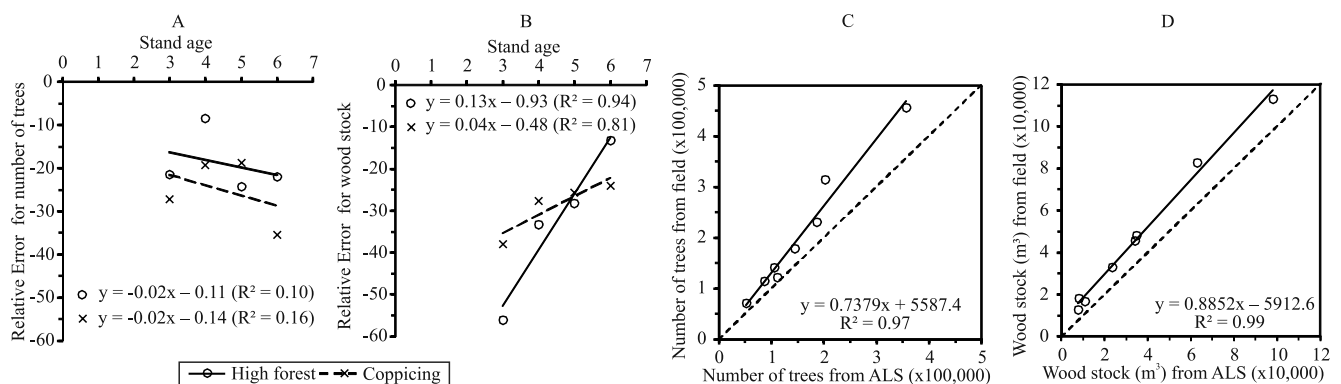 A
Stand age
0 1 2 3 4 5 6 7
0
-10
-20
-30
-40
-50
-60
Relative Error for number of trees
y = -0.02x – 0.11 (R² = 0.10)
y = -0.02x – 0.14 (R² = 0.16)
B
Stand age
0 1 2 3 4 5 6 7
0
-10
-20
-30
-40
-50
-60
Relative Error for wood stock
y = 0.13x – 0.93 (R² = 0.94)
y = 0.04x – 0.48 (R² = 0.81)
High forest Coppicing
C
5
4
3
2
1
0
Number of trees from field (x100,000)
y = 0.7379x + 5587.4
R² = 0.97
0 1 2 3 4 5
Number of trees from ALS (x100,000)
D
12
10
8
6
4
2
0
Wood stock (m³) from field (x10,000)
y = 0.8852x – 5912.6
R² = 0.99
0 2 4 6 8 10 12
Wood stock (m³) from ALS (x10,000)